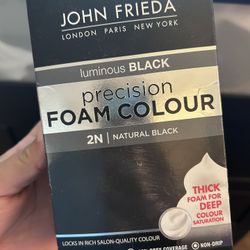 JOHN FRIEDA
LONDON PARIS NEW YORK
luminous BLACK
precision
FOAM COLOUR
2N | NATURAL BLACK
THICK
FOAM FOR
DEEP
COLOUR
SATURATION
LOCKS IN RICH SALON-QUALITY COLOUR
COVERAGE
NON-DRIP